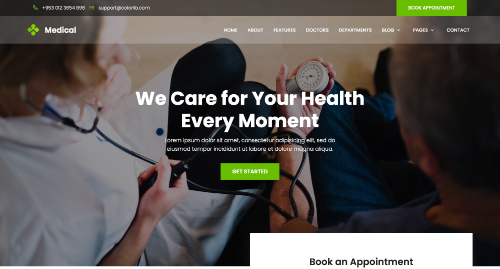 +953 012 3654 896 support@colorlib.com BOOK APPOINTMENT
Medical HOME ABOUT FEATURES DOCTORS DEPARTMENTS BLOG PAGES CONTACT
We Care for Your Health
Every Moment
Lorem ipsum dolor sit amet, consectetur adipisicing elit, sed do
eiusmod tempor incididunt ut labore et dolore magna aliqua.
GET STARTED
Book an Appointment